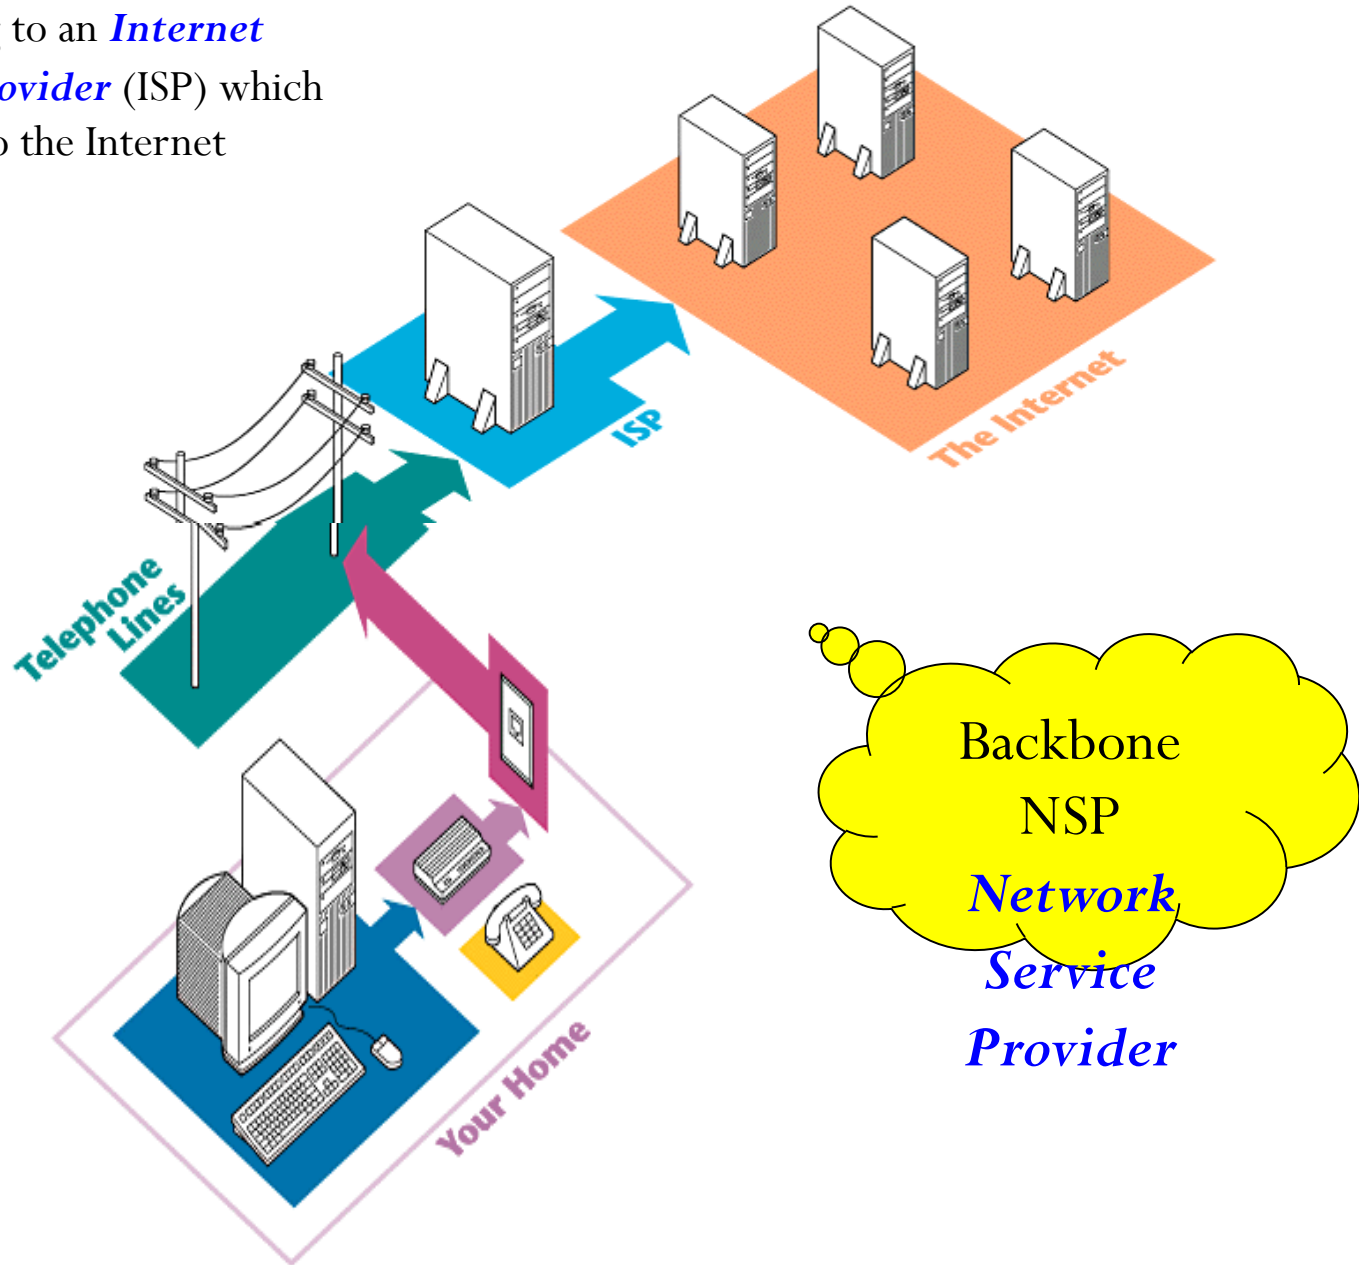 to an Internet
(ISP) which
the Internet
The Internet
ISP
Telephone
Lines
Your Home
Backbone
NSP
Network
Service
Provider